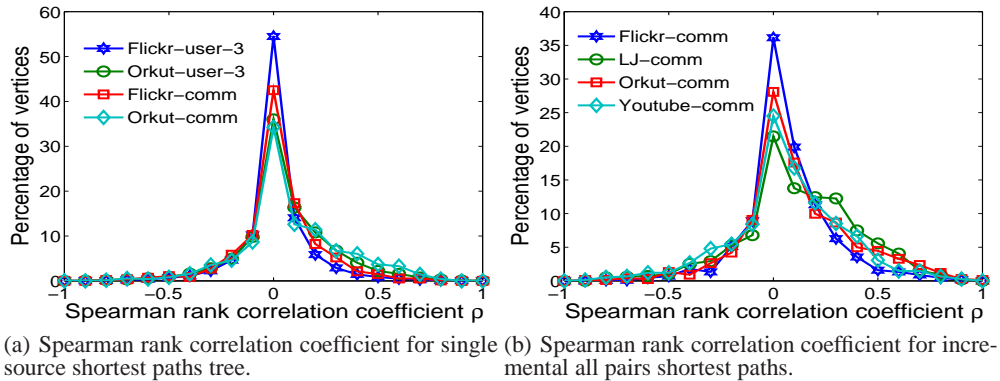 60
50
40
30
20
10
0
−1
−0.5
0
0.5
1
Percentage of vertices
Spearman rank correlation coefficient ρ
Flickr−user−3
Orkut−user−3
Flickr−comm
Orkut−comm
40
35
30
25
20
15
10
5
0
−1
−0.5
0
0.5
1
Percentage of vertices
Spearman rank correlation coefficient ρ
Flickr−comm
LJ−comm
Orkut−comm
Youtube−comm
(a) Spearman rank correlation coefficient for single
source shortest paths tree.
(b) Spearman rank correlation coefficient for incre-
mental all pairs shortest paths.